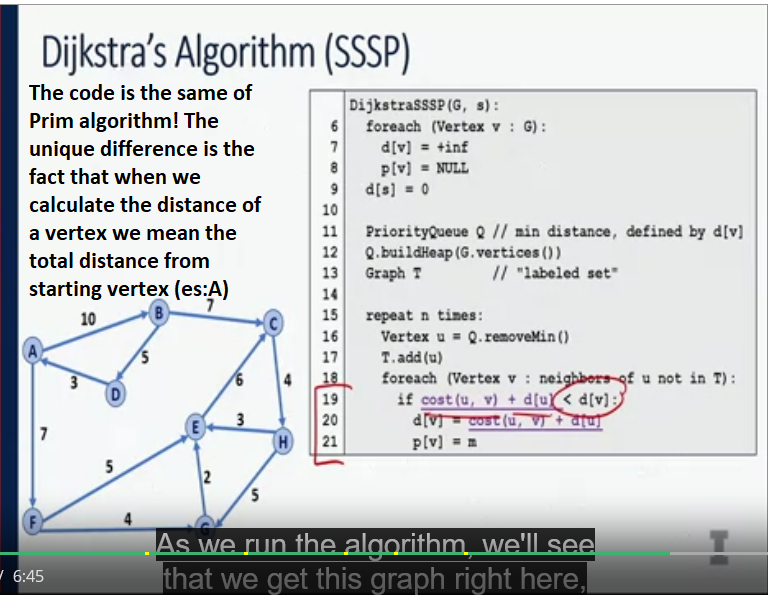 Dijkstra's Algorithm (SSSP)
The code is the same of
Prim algorithm! The
unique difference is the
fact that when we
calculate the distance of
a vertex we mean the
total distance from
starting vertex (es:A)
DijkstraSSSP(G, s):
6 foreach (Vertex v : G):
7 d[v] = +inf
8 p[v] = NULL
9 d[s] = 0
10
11 PriorityQueue Q // min distance, defined by d[v]
12 Q.buildHeap(G.vertices())
13 Graph T // "labeled set"
14
15 repeat n times:
16 Vertex u = Q.removeMin()
17 T.add(u)
18 foreach (Vertex v : neighbors of u not in T):
19 if cost(u, v) + d[u] < d[v]:
20 d[v] = cost(u, v) + d[u]
21 p[v] = m
10
B
7
C
A
5
3
D
6
4
7
E
3
H
5
2
5
F
4
G
As we run the algorithm, we'll see
that we get this graph right here,
/ 6:45
I